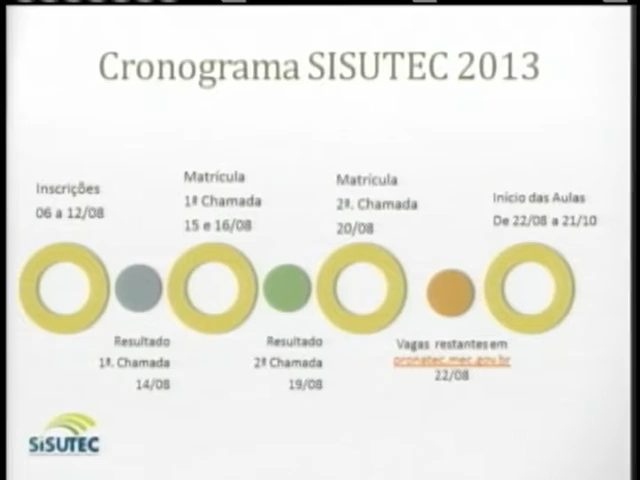 Cronograma SISUTEC 2013
Inscrições
06 a 12/08
Matrícula
1ª Chamada
15 e 16/08
Matrícula
2ª. Chamada
20/08
Início das Aulas
De 22/08 a 21/10
Resultado
1ª. Chamada
14/08
Resultado
2ª Chamada
19/08
Vagas restantes em
pronatec.mec.gov.br
22/08
SiSUTEC